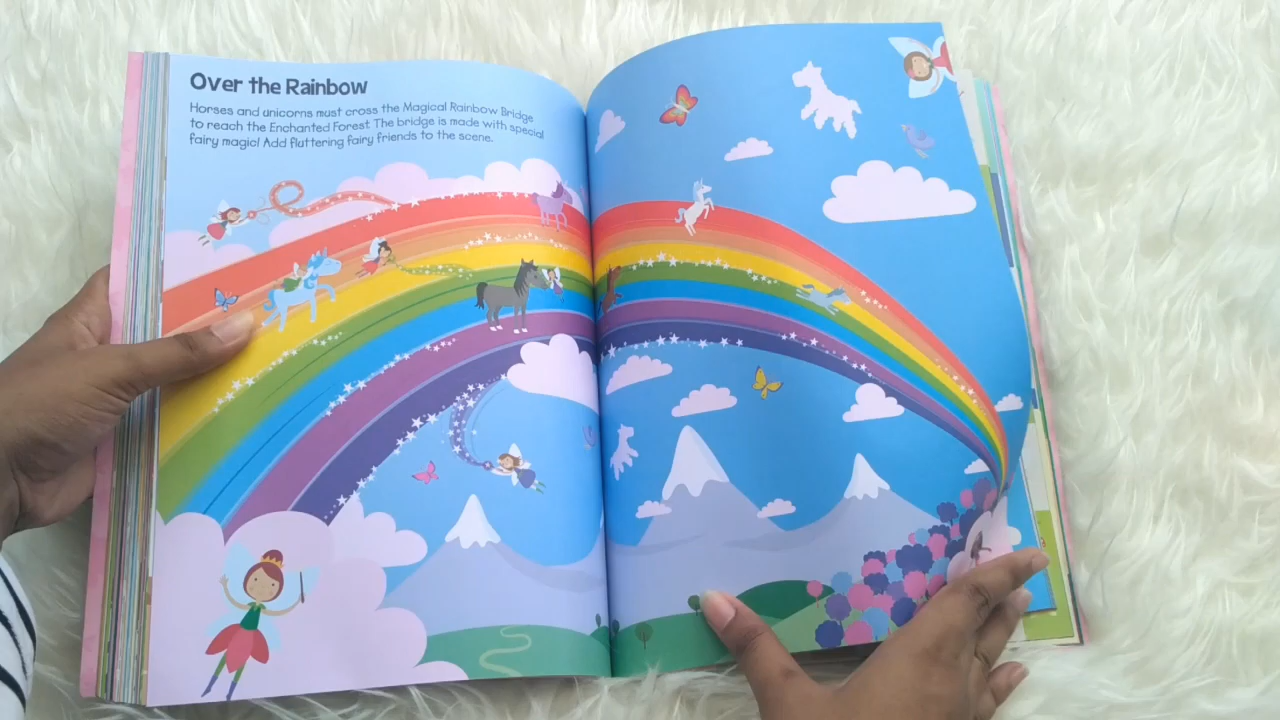 Over the Rainbow
Horses and unicorns must cross the Magical Rainbow Bridge
to reach the Enchanted Forest. The bridge is made with special
fairy magic! Add fluttering fairy friends to the scene.